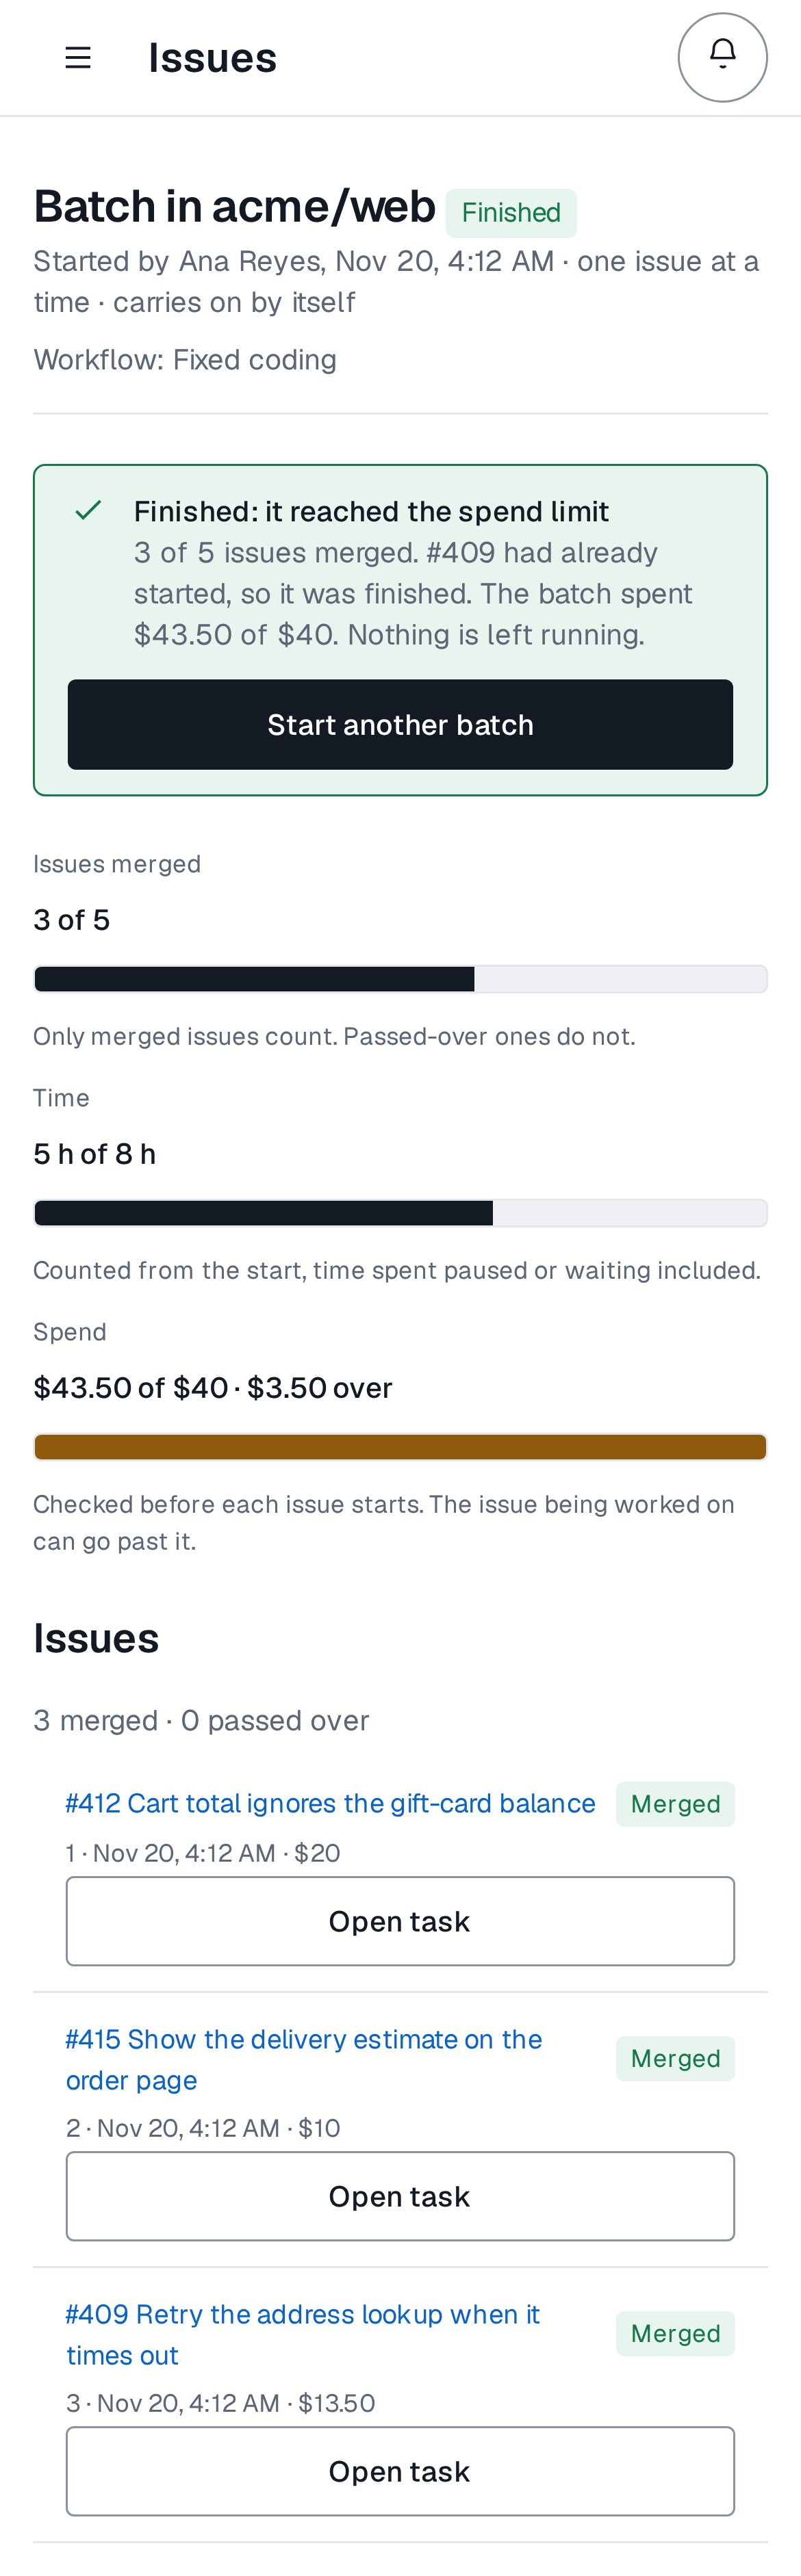 Issues
Batch in acme/web Finished
Started by Ana Reyes, Nov 20, 4:12 AM · one issue at a
time · carries on by itself
Workflow: Fixed coding
Finished: it reached the spend limit
3 of 5 issues merged. #409 had already
started, so it was finished. The batch spent
$43.50 of $40. Nothing is left running.
Start another batch
Issues merged
3 of 5
Only merged issues count. Passed-over ones do not.
Time
5 h of 8 h
Counted from the start, time spent paused or waiting included.
Spend
$43.50 of $40 · $3.50 over
Checked before each issue starts. The issue being worked on
can go past it.
Issues
3 merged · 0 passed over
#412 Cart total ignores the gift-card balance Merged
1 · Nov 20, 4:12 AM · $20
Open task
#415 Show the delivery estimate on the
order page
Merged
2 · Nov 20, 4:12 AM · $10
Open task
#409 Retry the address lookup when it
times out
Merged
3 · Nov 20, 4:12 AM · $13.50
Open task